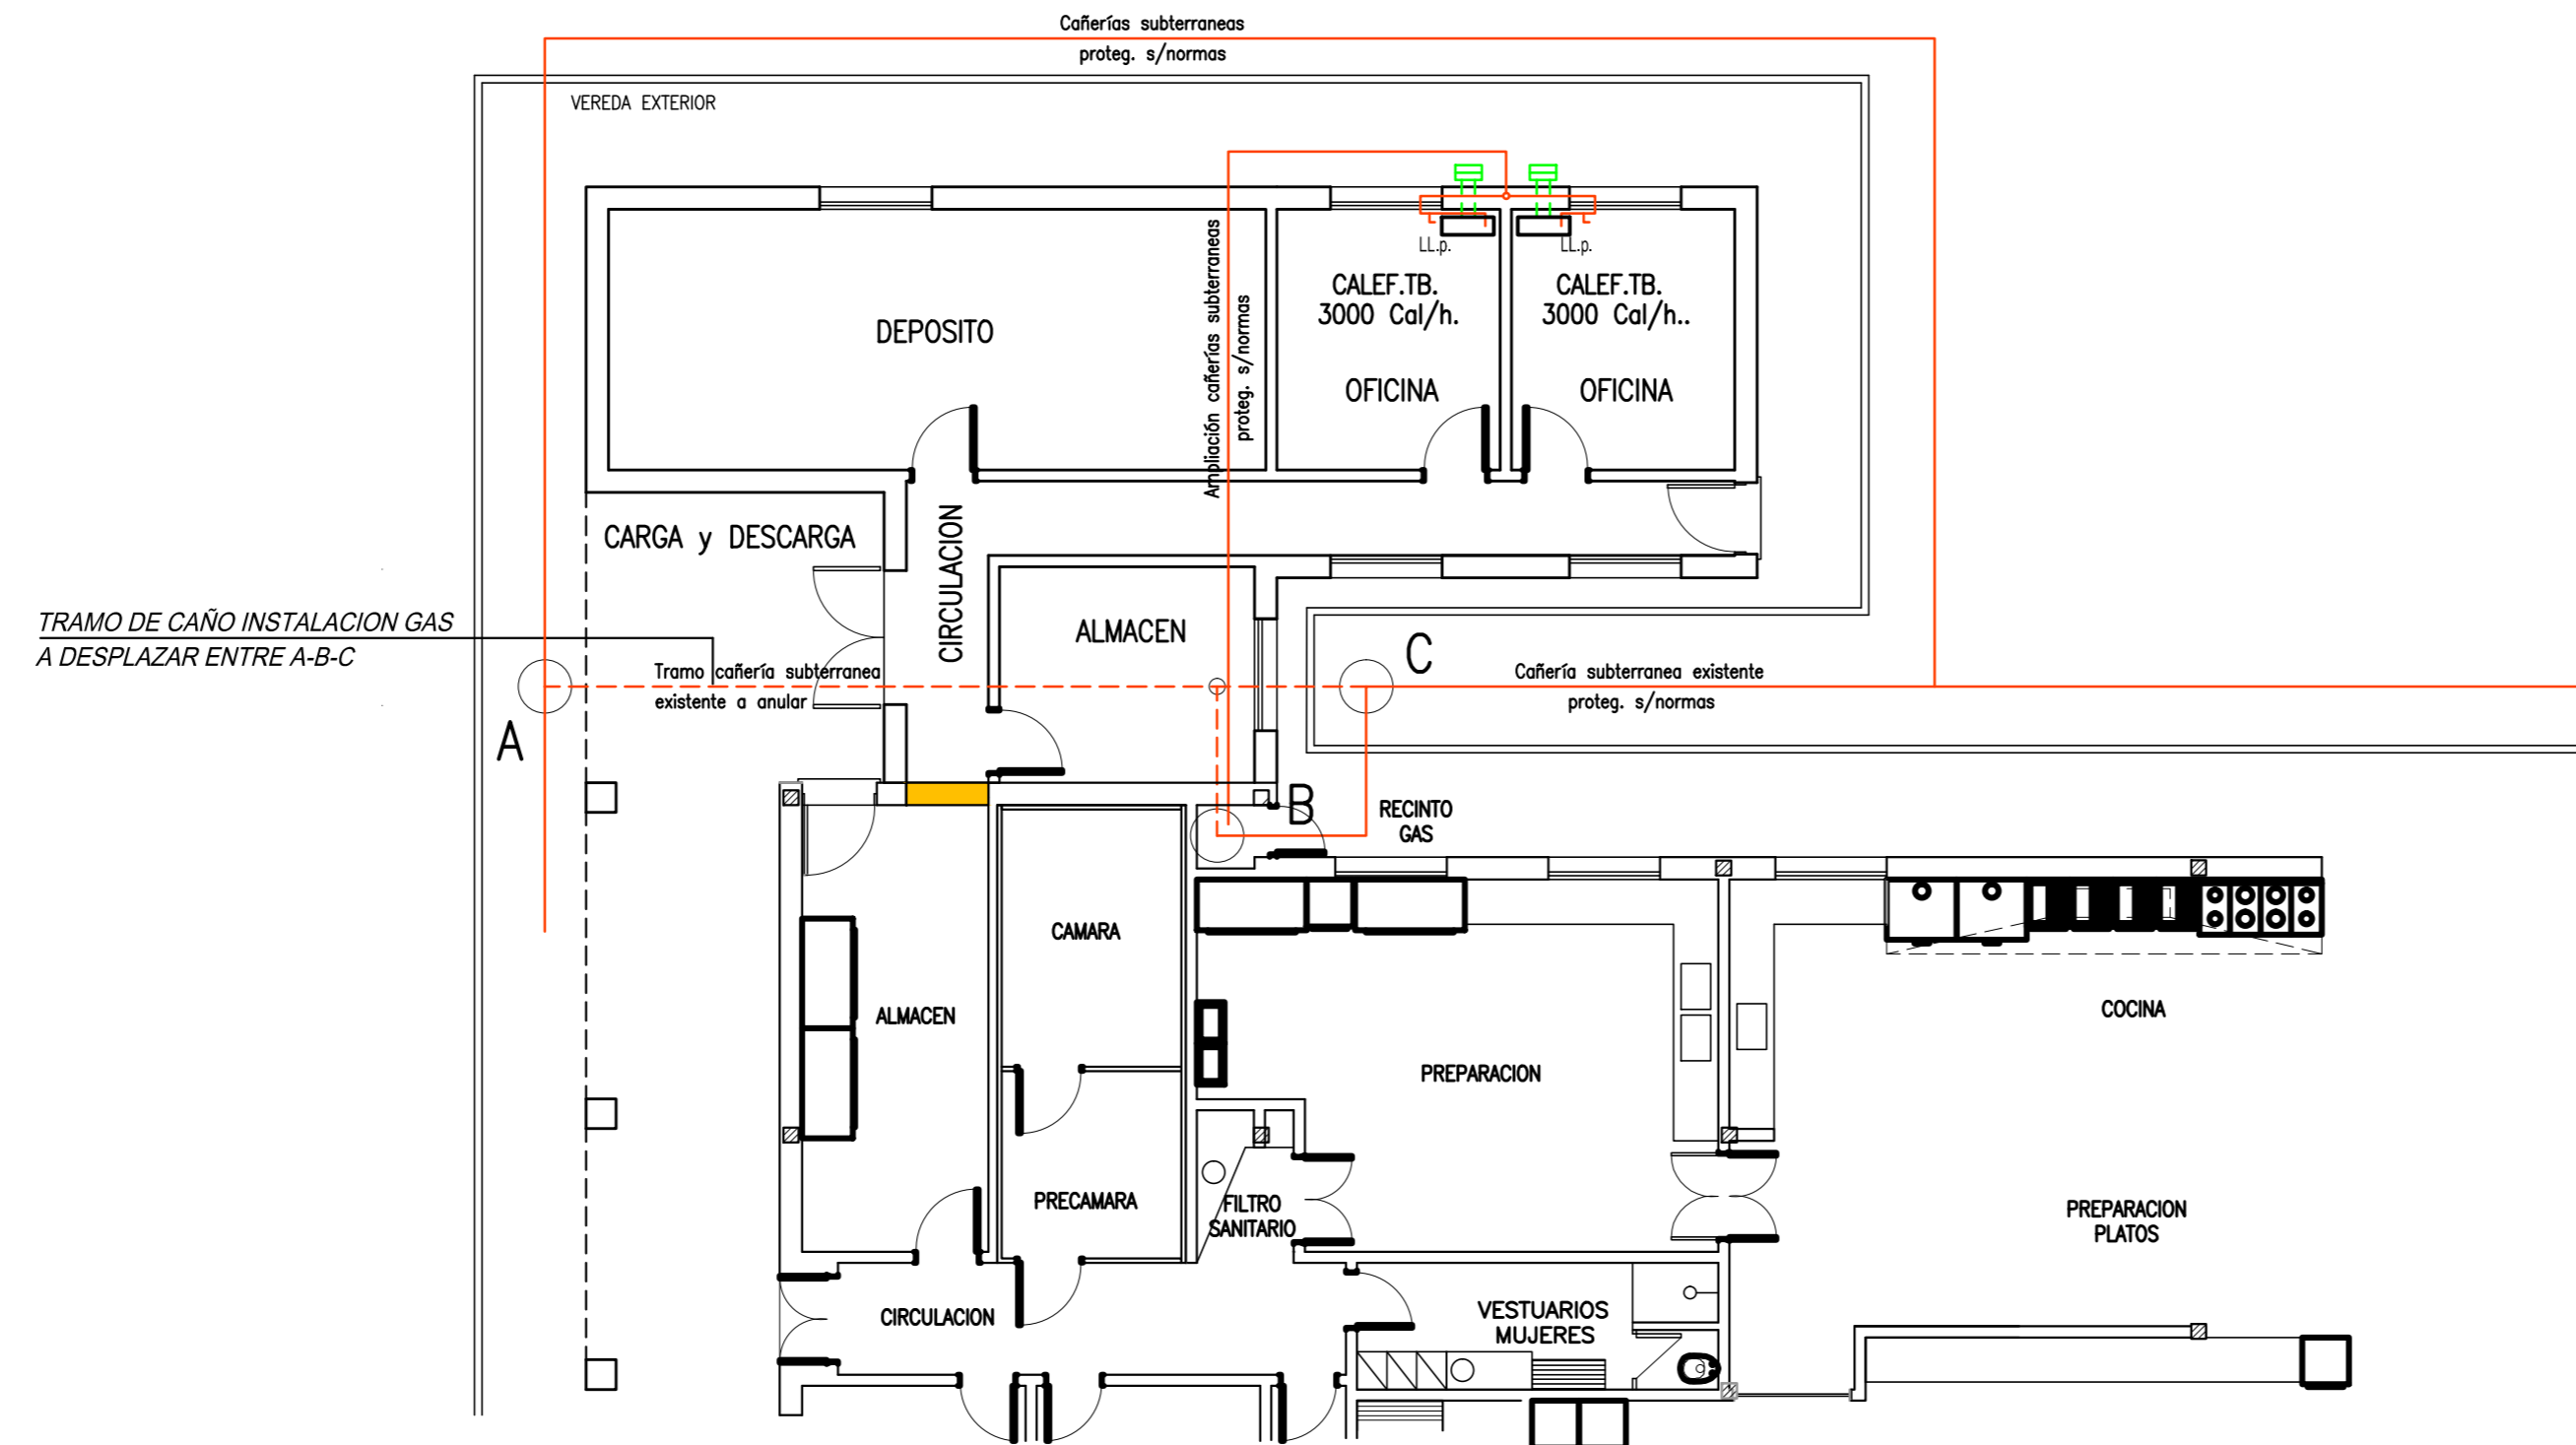 Cañerías subterraneas
proteg. s/normas
VEREDA EXTERIOR
LL.p.
LL.p.
CALEF.TB.
3000 Cal/h.
CALEF.TB.
3000 Cal/h..
Ampliación cañerías subterraneas
proteg. s/normas
DEPOSITO
OFICINA
OFICINA
CARGA y DESCARGA
CIRCULACION
TRAMO DE CAÑO INSTALACION GAS
A DESPLAZAR ENTRE A-B-C
ALMACEN
C
Tramo cañería subterranea
existente a anular
Cañería subterranea existente
proteg. s/normas
A
B
RECINTO
GAS
CAMARA
ALMACEN
COCINA
PREPARACION
PRECAMARA
FILTRO
SANITARIO
PREPARACION
PLATOS
CIRCULACION
VESTUARIOS
MUJERES